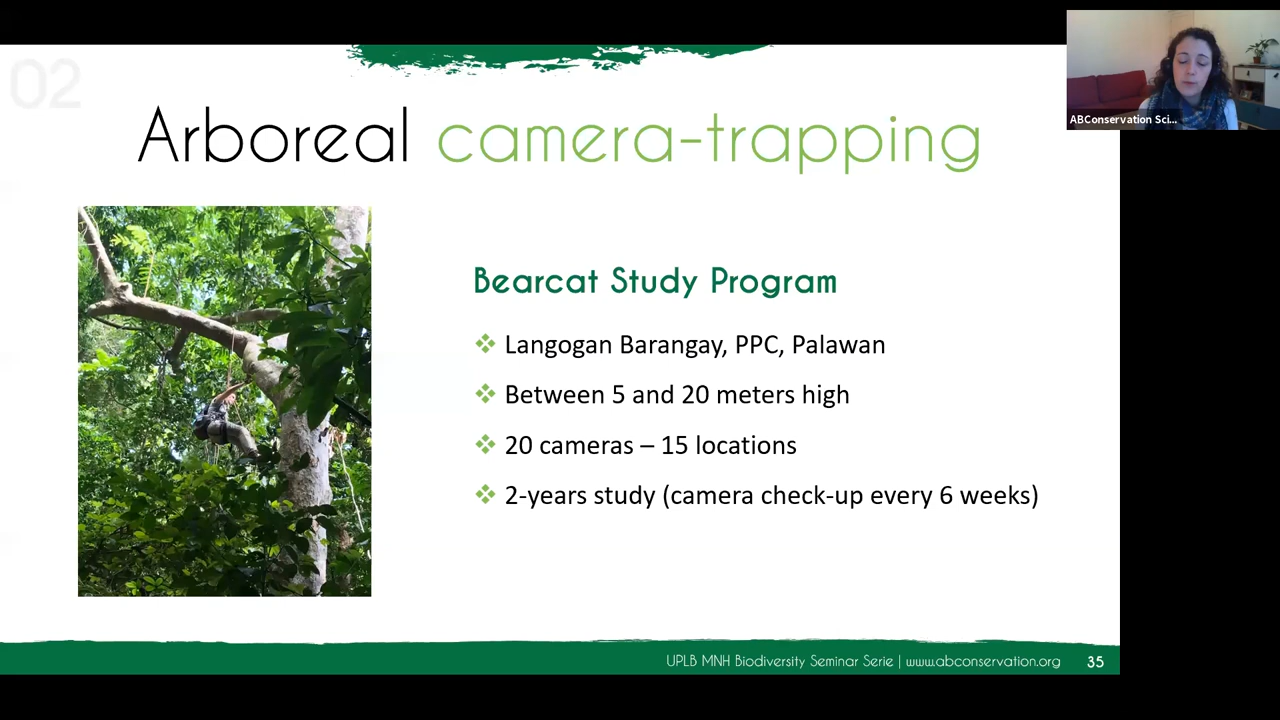 02
Arboreal camera-trapping
ABConservation Sci...
Bearcat Study Program
Langogan Barangay, PPC, Palawan
Between 5 and 20 meters high
20 cameras – 15 locations
2-years study (camera check-up every 6 weeks)
UPLB MNH Biodiversity Seminar Serie | www.abconservation.org 35